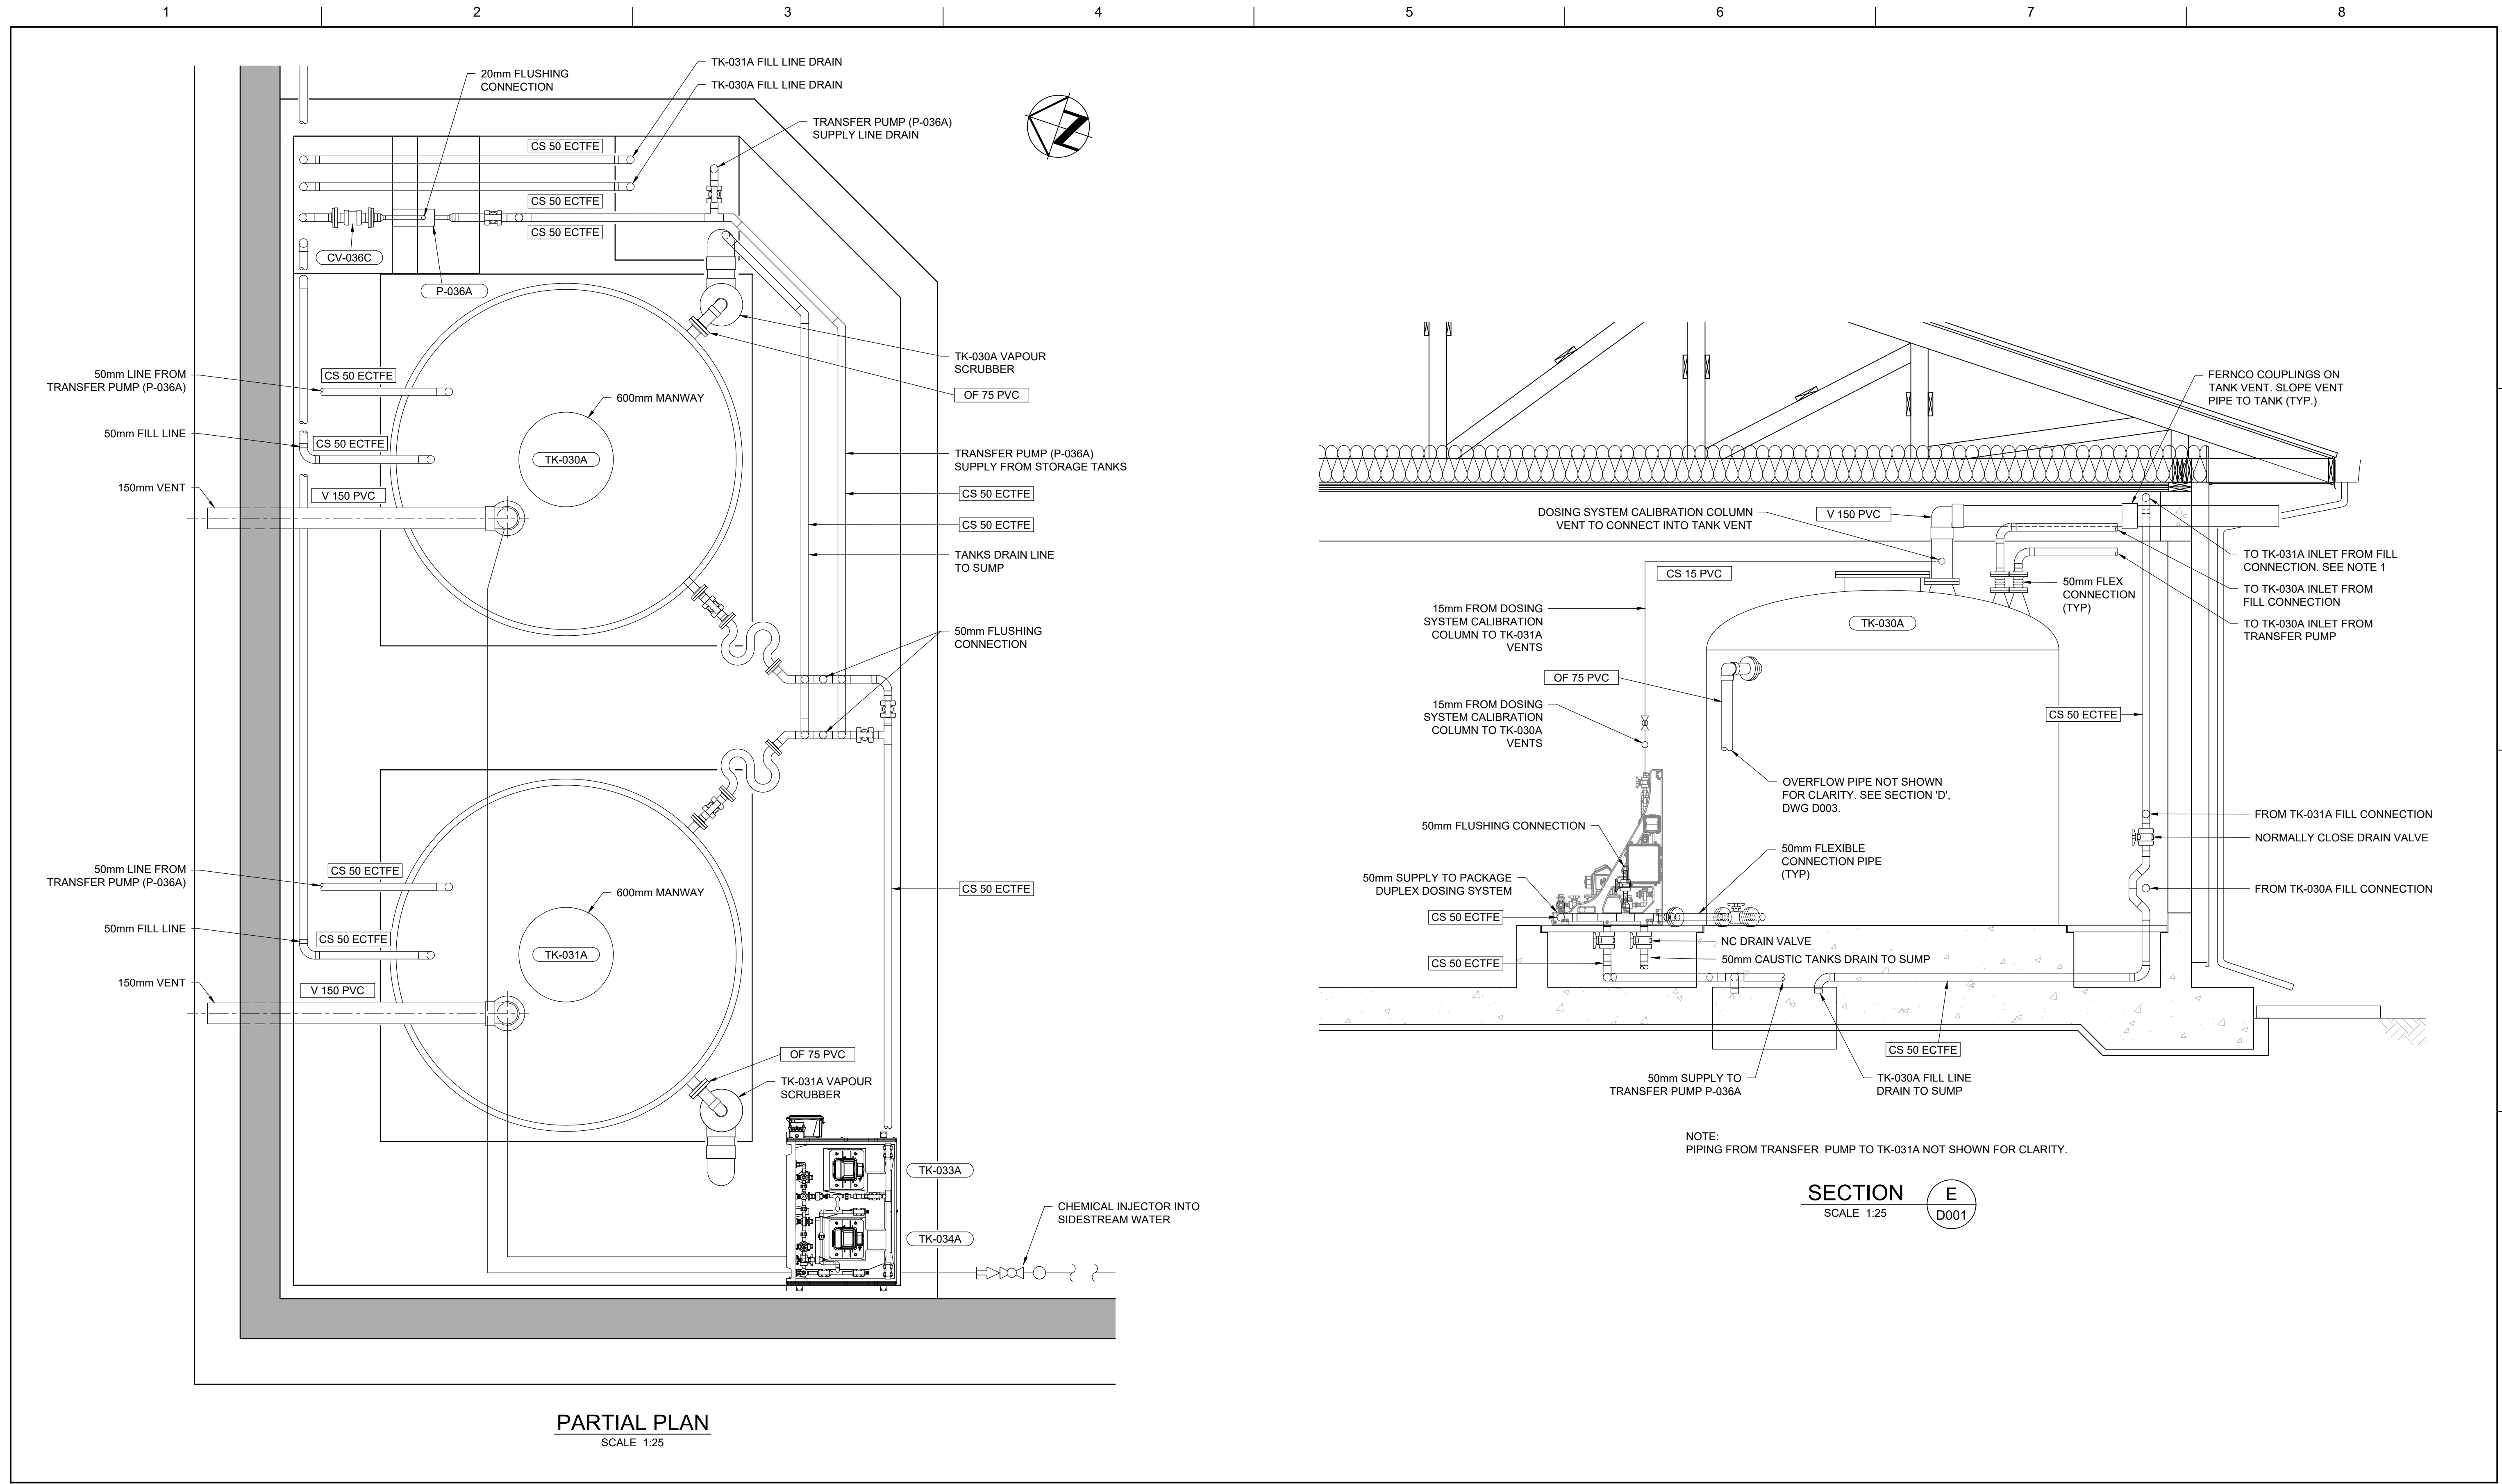 1
2
3
4
5
6
7
8
TK-031A FILL LINE DRAIN
20mm FLUSHING
CONNECTION
TK-030A FILL LINE DRAIN
TRANSFER PUMP (P-036A)
SUPPLY LINE DRAIN
N
CS 50 ECTFE
CS 50 ECTFE
CS 50 ECTFE
CV-036C
P-036A
50mm LINE FROM
TRANSFER PUMP (P-036A)
CS 50 ECTFE
600mm MANWAY
TK-030A VAPOUR
SCRUBBER
OF 75 PVC
50mm FILL LINE
CS 50 ECTFE
TK-030A
TRANSFER PUMP (P-036A)
SUPPLY FROM STORAGE TANKS
150mm VENT
V 150 PVC
CS 50 ECTFE
CS 50 ECTFE
TANKS DRAIN LINE
TO SUMP
50mm FLUSHING
CONNECTION
50mm LINE FROM
TRANSFER PUMP (P-036A)
CS 50 ECTFE
600mm MANWAY
CS 50 ECTFE
50mm FILL LINE
CS 50 ECTFE
TK-031A
150mm VENT
V 150 PVC
OF 75 PVC
TK-031A VAPOUR
SCRUBBER
TK-033A
CHEMICAL INJECTOR INTO
SIDESTREAM WATER
TK-034A
PARTIAL PLAN
SCALE 1:25
FERNCO COUPLINGS ON
TANK VENT. SLOPE VENT
PIPE TO TANK (TYP.)
DOSING SYSTEM CALIBRATION COLUMN
VENT TO CONNECT INTO TANK VENT
V 150 PVC
TO TK-031A INLET FROM FILL
CONNECTION. SEE NOTE 1
CS 15 PVC
50mm FLEX
CONNECTION
(TYP)
TO TK-030A INLET FROM
FILL CONNECTION
15mm FROM DOSING
SYSTEM CALIBRATION
COLUMN TO TK-031A
VENTS
TK-030A
TO TK-030A INLET FROM
TRANSFER PUMP
OF 75 PVC
15mm FROM DOSING
SYSTEM CALIBRATION
COLUMN TO TK-030A
VENTS
CS 50 ECTFE
OVERFLOW PIPE NOT SHOWN
FOR CLARITY. SEE SECTION 'D',
DWG D003.
FROM TK-031A FILL CONNECTION
50mm FLUSHING CONNECTION
NORMALLY CLOSE DRAIN VALVE
50mm FLEXIBLE
CONNECTION PIPE
(TYP)
50mm SUPPLY TO PACKAGE
DUPLEX DOSING SYSTEM
FROM TK-030A FILL CONNECTION
CS 50 ECTFE
NC DRAIN VALVE
CS 50 ECTFE
50mm CAUSTIC TANKS DRAIN TO SUMP
CS 50 ECTFE
50mm SUPPLY TO
TRANSFER PUMP P-036A
TK-030A FILL LINE
DRAIN TO SUMP
NOTE:
PIPING FROM TRANSFER PUMP TO TK-031A NOT SHOWN FOR CLARITY.
SECTION
SCALE 1:25
E
D001